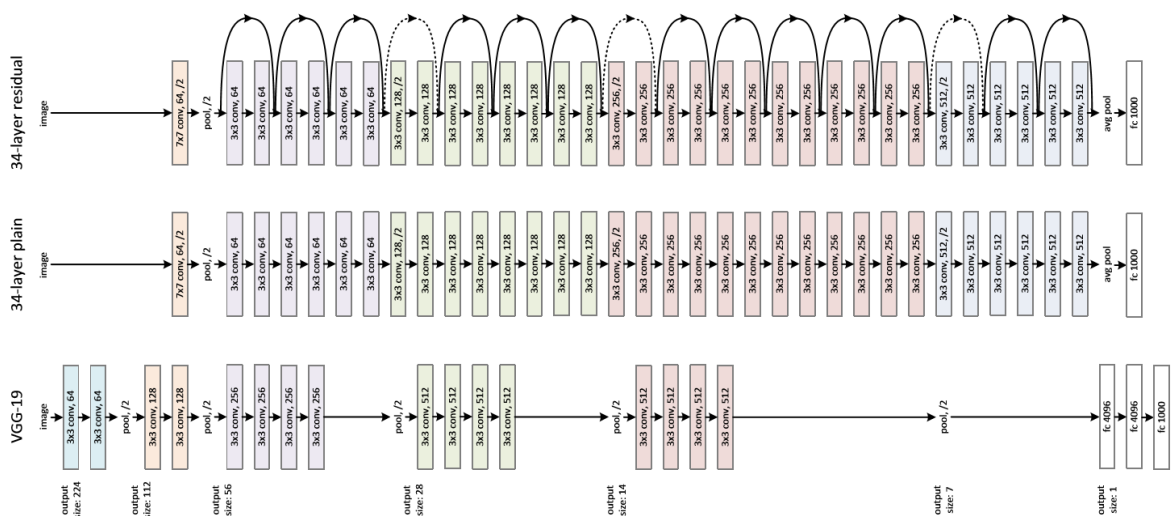 34-layer residual
image
7x7 conv, 64, /2
pool, /2
3x3 conv, 64
3x3 conv, 64
3x3 conv, 64
3x3 conv, 64
3x3 conv, 64
3x3 conv, 64
3x3 conv, 128, /2
3x3 conv, 128
3x3 conv, 128
3x3 conv, 128
3x3 conv, 128
3x3 conv, 128
3x3 conv, 128
3x3 conv, 128
3x3 conv, 256, /2
3x3 conv, 256
3x3 conv, 256
3x3 conv, 256
3x3 conv, 256
3x3 conv, 256
3x3 conv, 256
3x3 conv, 256
3x3 conv, 256
3x3 conv, 256
3x3 conv, 256
3x3 conv, 256
3x3 conv, 512, /2
3x3 conv, 512
3x3 conv, 512
3x3 conv, 512
3x3 conv, 512
3x3 conv, 512
avg pool
fc 1000
34-layer plain
image
7x7 conv, 64, /2
pool, /2
3x3 conv, 64
3x3 conv, 64
3x3 conv, 64
3x3 conv, 64
3x3 conv, 64
3x3 conv, 64
3x3 conv, 128, /2
3x3 conv, 128
3x3 conv, 128
3x3 conv, 128
3x3 conv, 128
3x3 conv, 128
3x3 conv, 128
3x3 conv, 128
3x3 conv, 256, /2
3x3 conv, 256
3x3 conv, 256
3x3 conv, 256
3x3 conv, 256
3x3 conv, 256
3x3 conv, 256
3x3 conv, 256
3x3 conv, 256
3x3 conv, 256
3x3 conv, 256
3x3 conv, 256
3x3 conv, 512, /2
3x3 conv, 512
3x3 conv, 512
3x3 conv, 512
3x3 conv, 512
3x3 conv, 512
avg pool
fc 1000
VGG-19
image
3x3 conv, 64
3x3 conv, 64
pool, /2
3x3 conv, 128
3x3 conv, 128
pool, /2
3x3 conv, 256
3x3 conv, 256
3x3 conv, 256
3x3 conv, 256
pool, /2
3x3 conv, 512
3x3 conv, 512
3x3 conv, 512
3x3 conv, 512
pool, /2
3x3 conv, 512
3x3 conv, 512
3x3 conv, 512
3x3 conv, 512
pool, /2
fc 4096
fc 4096
fc 1000
output
size: 224
output
size: 112
output
size: 56
output
size: 28
output
size: 14
output
size: 7
output
size: 1